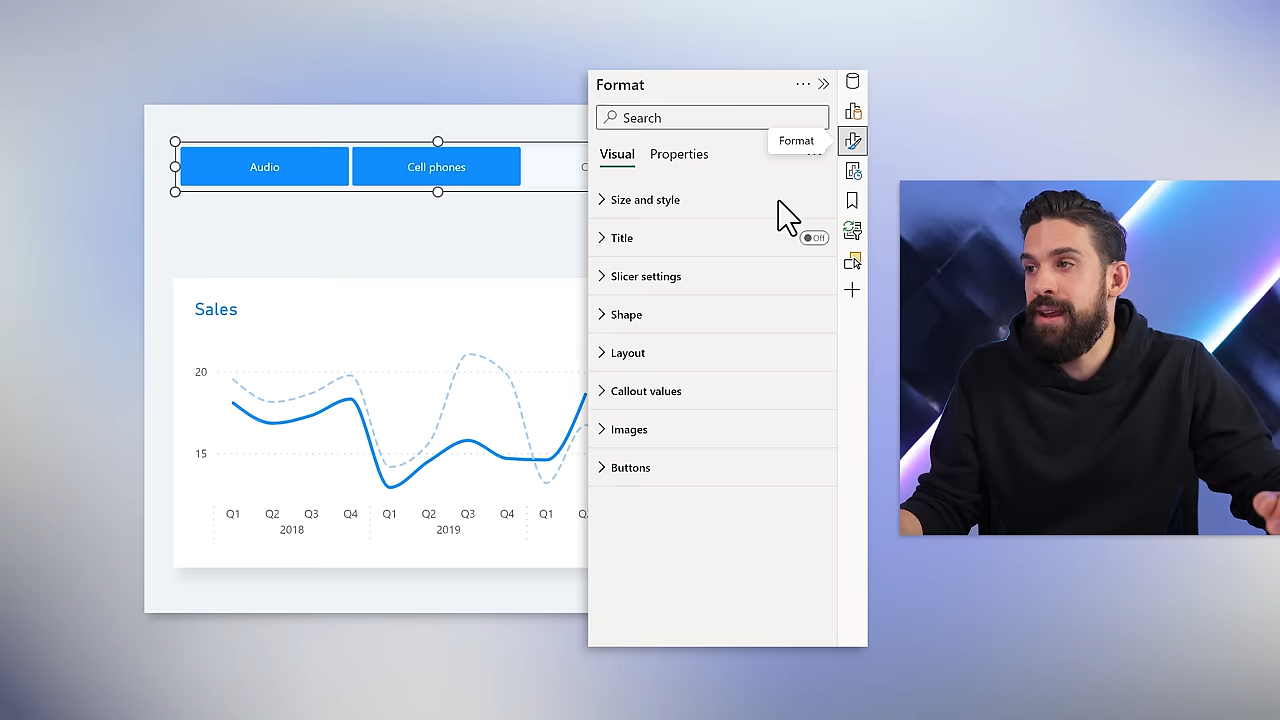 Format
Search
Format
Visual Properties
Audio Cell phones
Size and style
Title Off
Slicer settings
Sales
Shape
20
Layout
Callout values
Images
15
Buttons
Q1 Q2 Q3 Q4 Q1 Q2 Q3 Q4 Q1
2018 2019